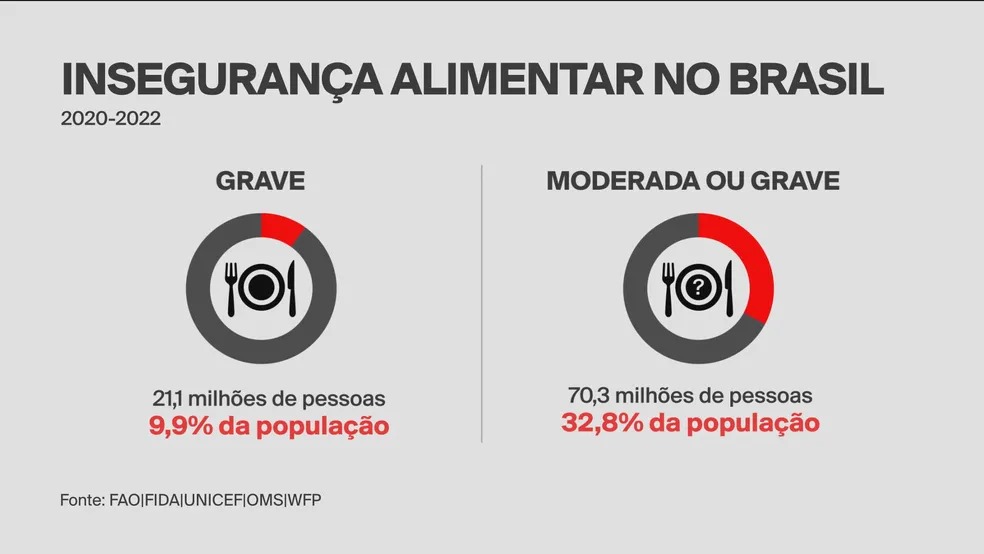 INSEGURANÇA ALIMENTAR NO BRASIL
2020-2022
GRAVE
21,1 milhões de pessoas
9,9% da população
MODERADA OU GRAVE
?
70,3 milhões de pessoas
32,8% da população
Fonte: FAO|FIDA|UNICEF|OMS|WFP